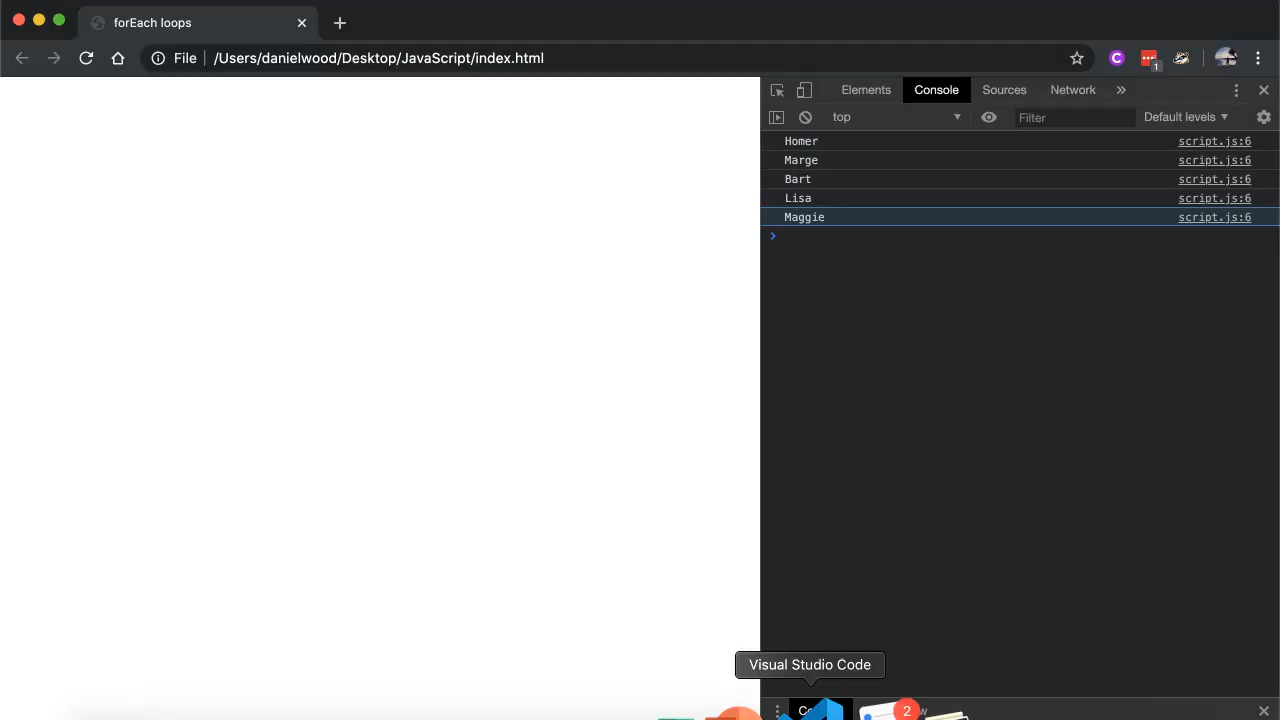 forEach loops
File /Users/danielwood/Desktop/JavaScript/index.html
1
Elements Console Sources Network
top Filter Default levels
Homer script.js:6
Marge script.js:6
Bart script.js:6
Lisa script.js:6
Maggie script.js:6
Visual Studio Code
2